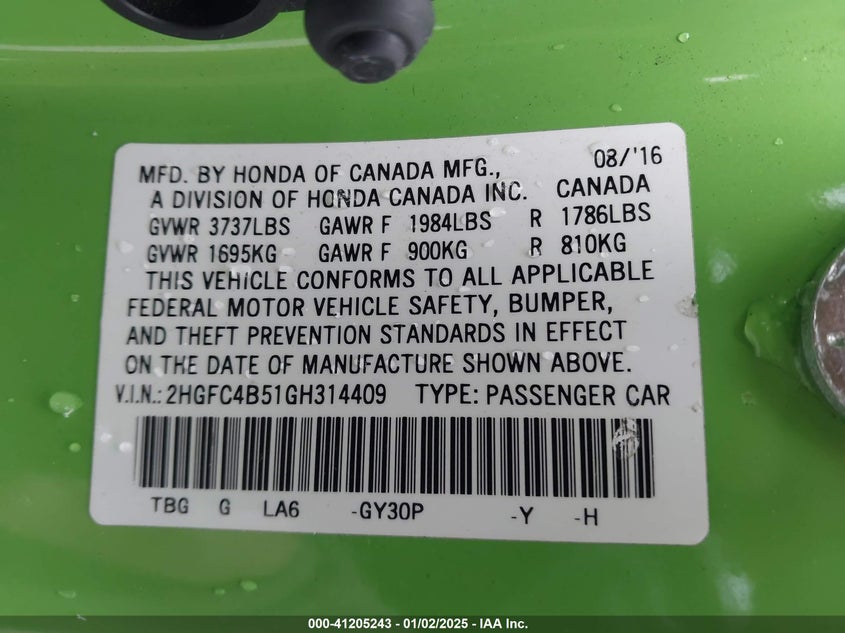 MFD. BY HONDA OF CANADA MFG., 08/'16
A DIVISION OF HONDA CANADA INC. CANADA
GVWR 3737LBS GAWR F 1984LBS R 1786LBS
GVWR 1695KG GAWR F 900KG R 810KG
THIS VEHICLE CONFORMS TO ALL APPLICABLE
FEDERAL MOTOR VEHICLE SAFETY, BUMPER,
AND THEFT PREVENTION STANDARDS IN EFFECT
ON THE DATE OF MANUFACTURE SHOWN ABOVE.
V.I.N.: 2HGFC4B51GH314409 TYPE: PASSENGER CAR
TBG G LA6 -GY30P -Y -H
000-41205243 - 01/02/2025 - IAA Inc.